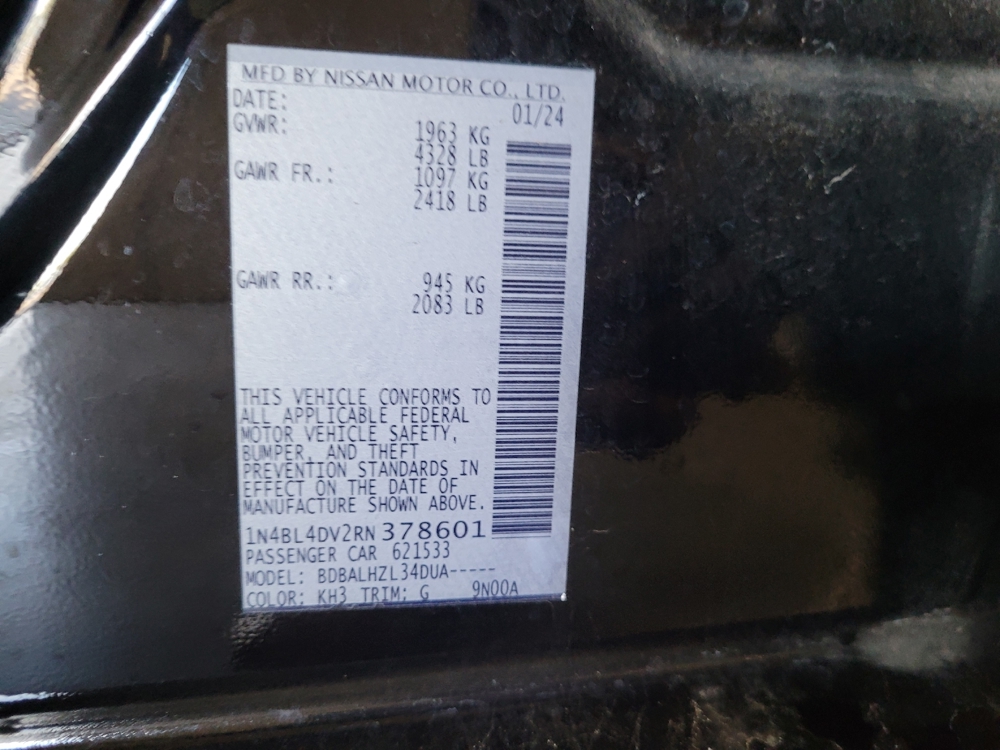 MFD BY NISSAN MOTOR CO., LTD.
DATE: 01/24
GVWR: 1963 KG
4328 LB
GAWR FR.: 1097 KG
2418 LB
GAWR RR.: 945 KG
2083 LB
THIS VEHICLE CONFORMS TO
ALL APPLICABLE FEDERAL
MOTOR VEHICLE SAFETY,
BUMPER, AND THEFT
PREVENTION STANDARDS IN
EFFECT ON THE DATE OF
MANUFACTURE SHOWN ABOVE.
1N4BL4DV2RN378601
PASSENGER CAR 621533
MODEL: BDBALHZL34DUA-----
COLOR: KH3 TRIM: G 9N00A